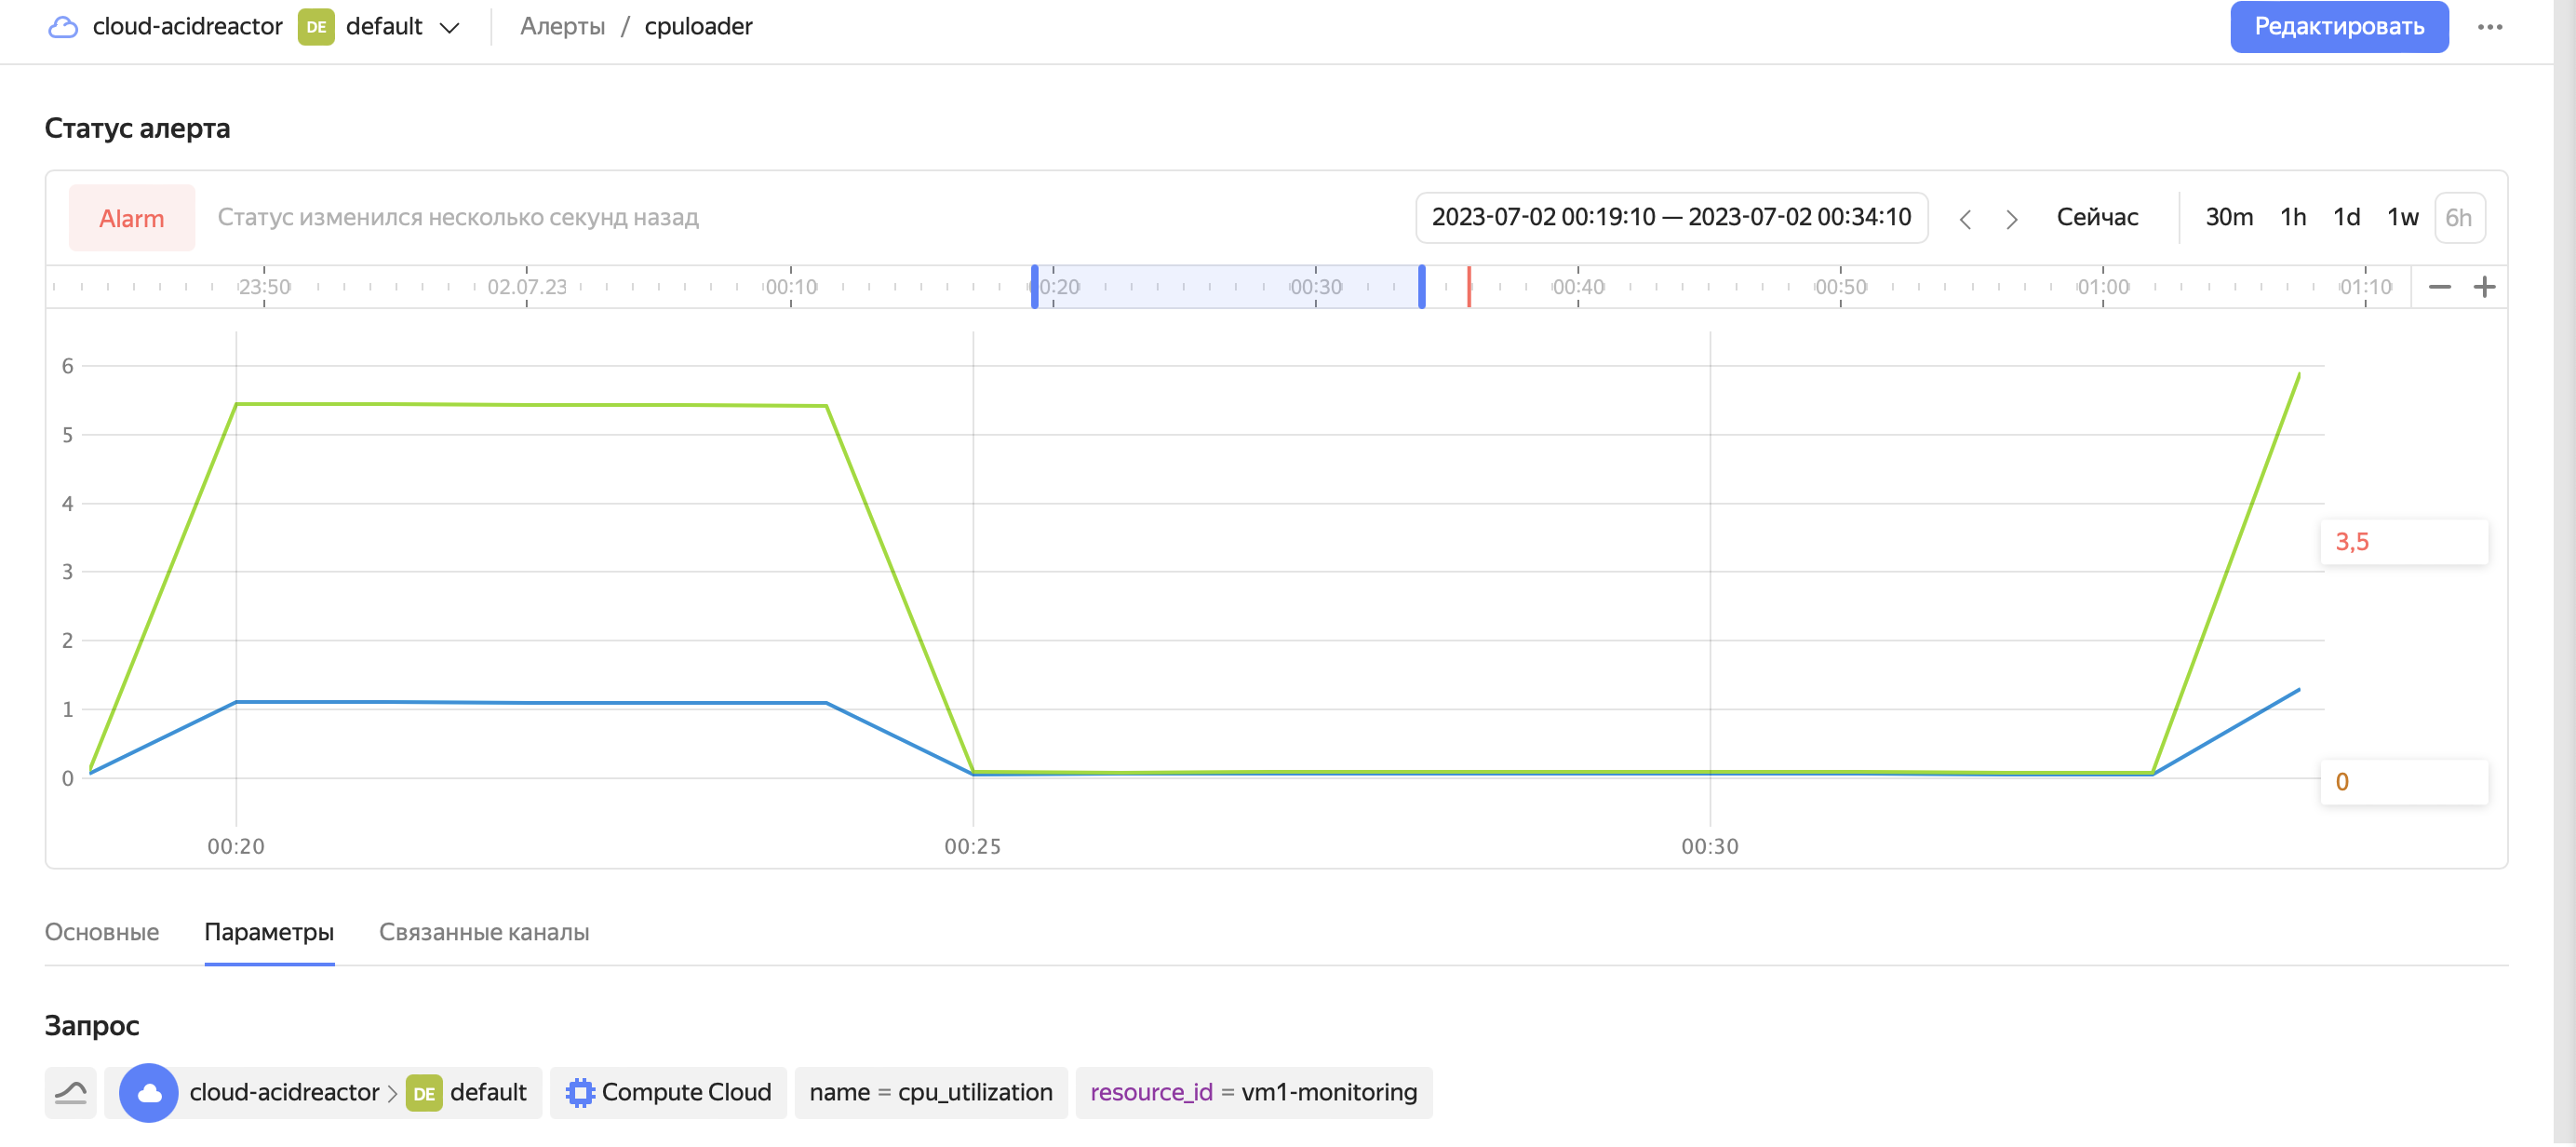 cloud-acidreactor DE default Алерты / cpuloader Редактировать
Статус алерта
Alarm Статус изменился несколько секунд назад 2023-07-02 00:19:10 — 2023-07-02 00:34:10 Сейчас 30m 1h 1d 1w 6h
23:50 02.07.23 00:10 0:20 00:30 00:40 00:50 01:00 01:10
6
5
4
3,5
3
2
1
0
0
00:20 00:25 00:30
Основные Параметры Связанные каналы
Запрос
cloud-acidreactor > DE default Compute Cloud name = cpu_utilization resource_id = vm1-monitoring